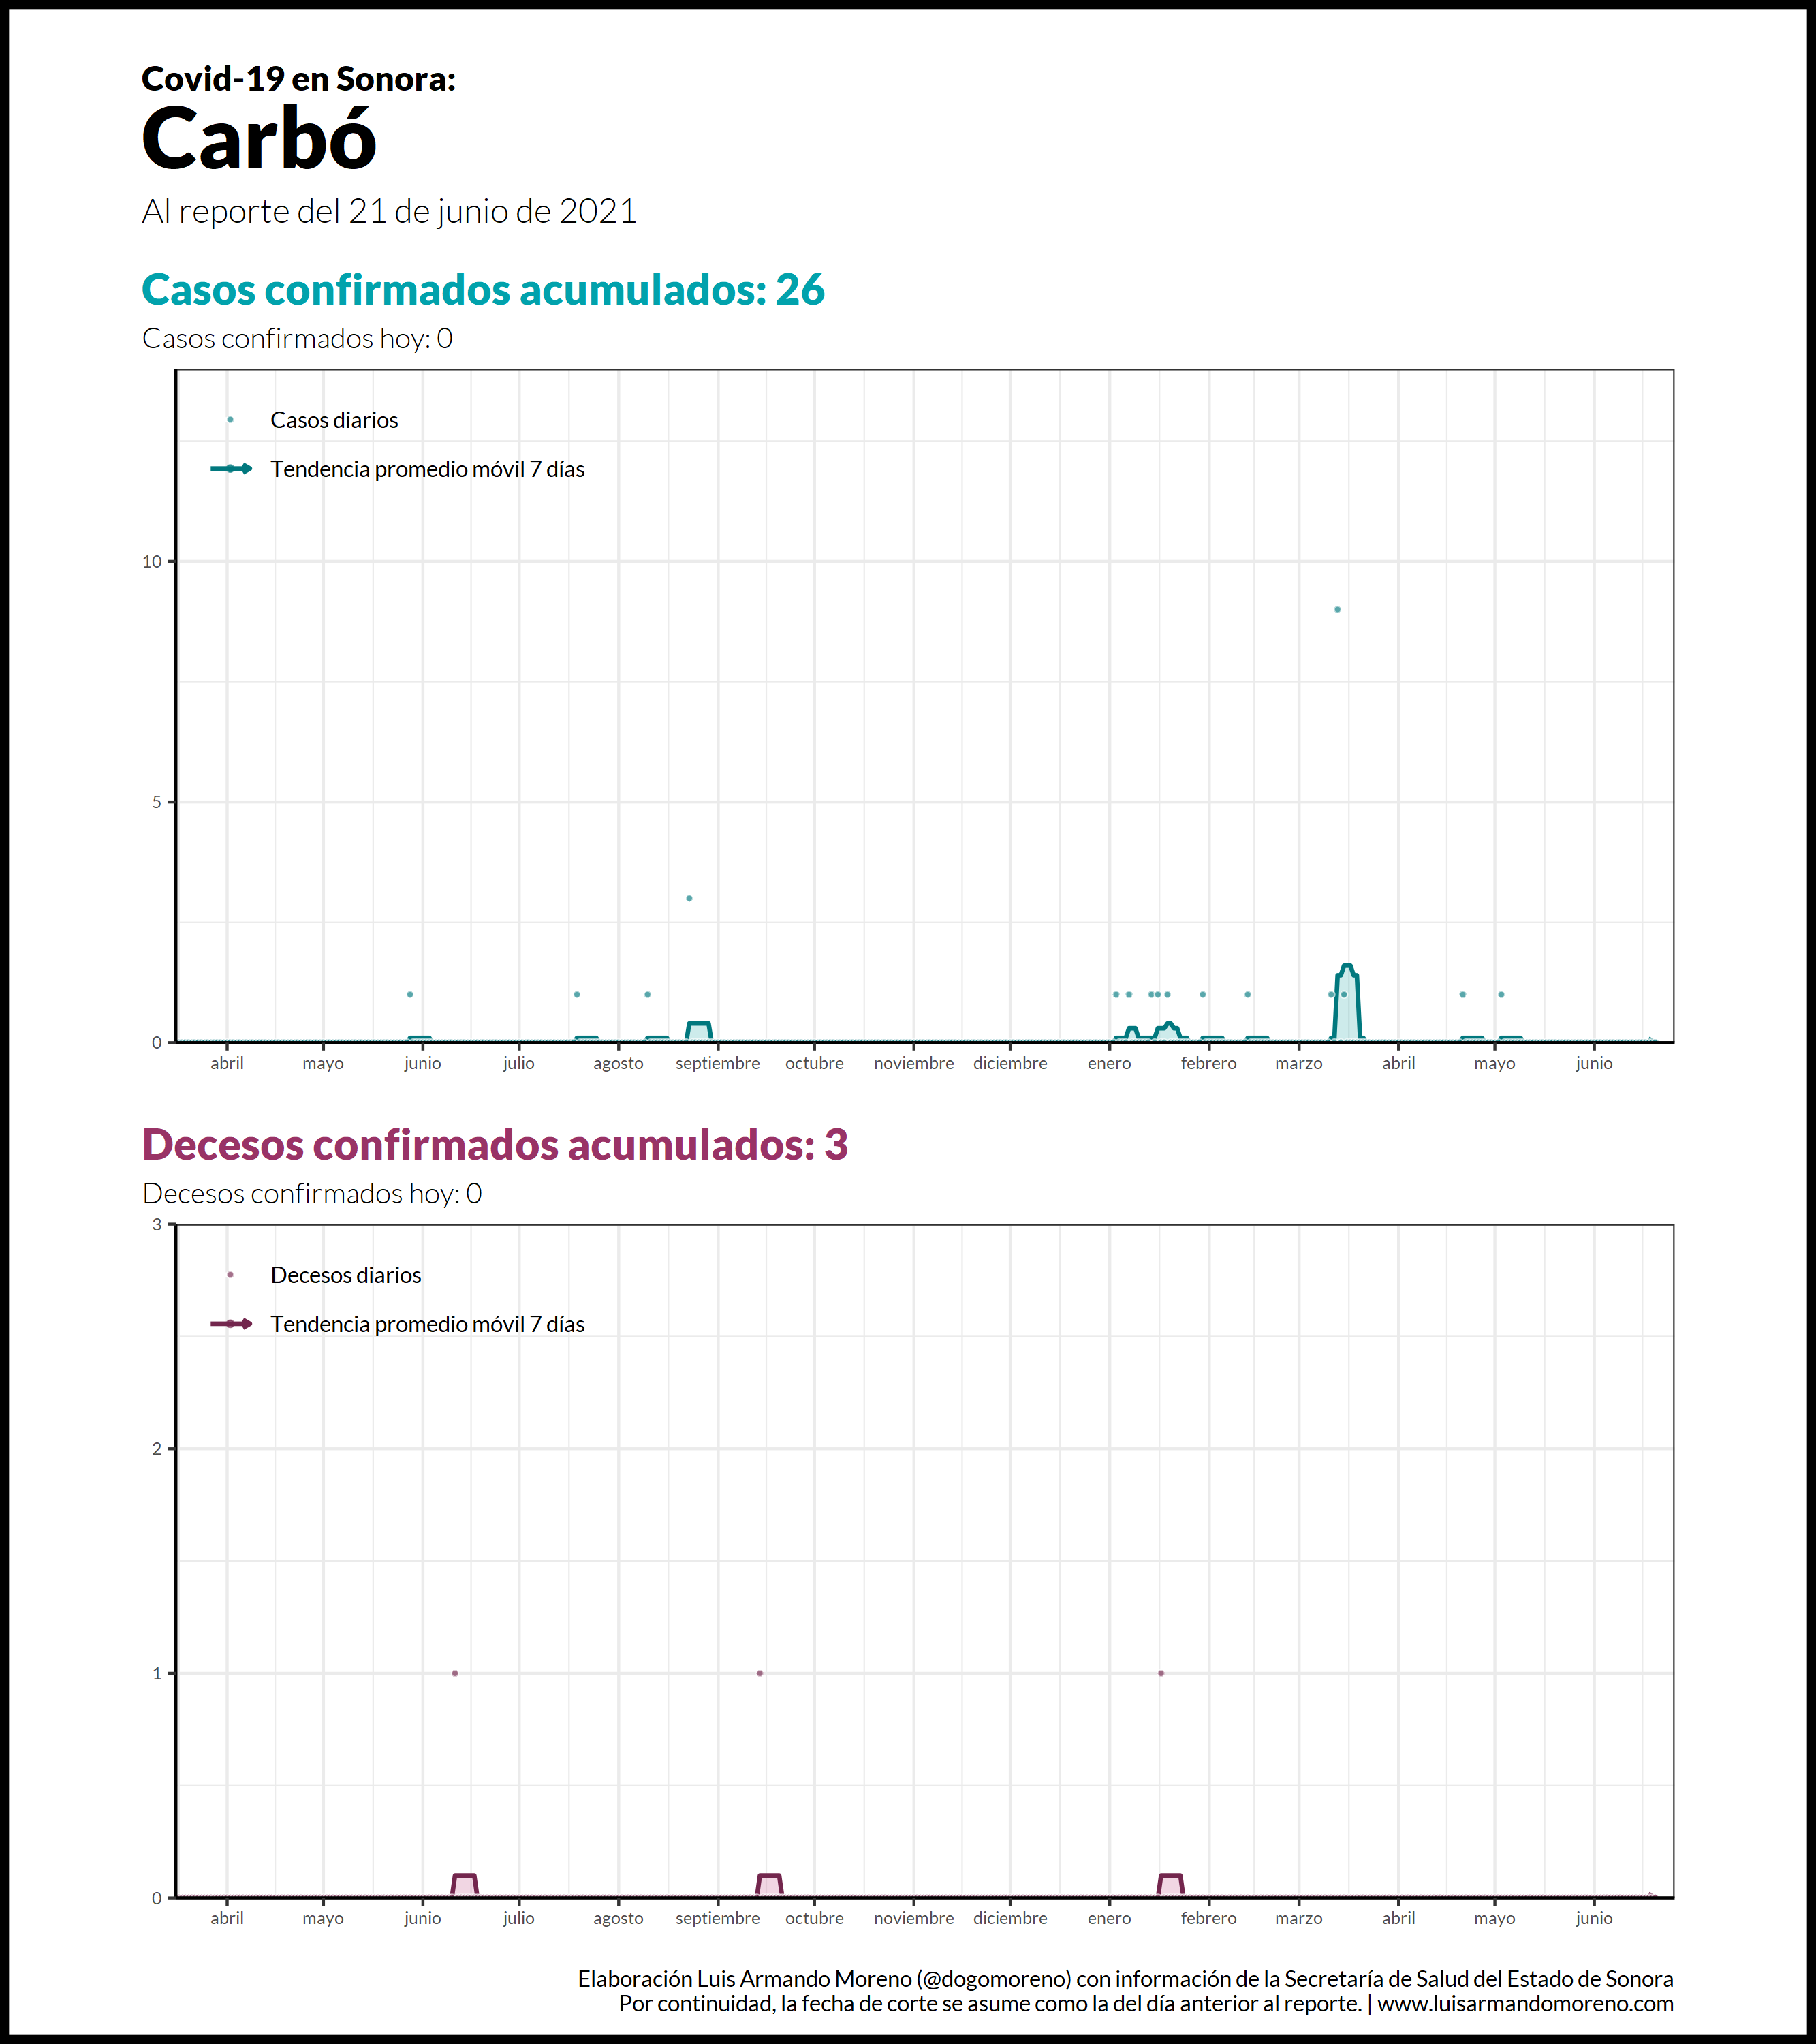 Covid-19 en Sonora:
Carbó
Al reporte del 21 de junio de 2021
Casos confirmados acumulados: 26
Casos confirmados hoy: 0
Casos diarios
Tendencia promedio móvil 7 días
10
5
0
abril mayo junio julio agosto septiembre octubre noviembre diciembre enero febrero marzo abril mayo junio
Decesos confirmados acumulados: 3
Decesos confirmados hoy: 0
3
Decesos diarios
Tendencia promedio móvil 7 días
2
1
0
abril mayo junio julio agosto septiembre octubre noviembre diciembre enero febrero marzo abril mayo junio
Elaboración Luis Armando Moreno (@dogomoreno) con información de la Secretaría de Salud del Estado de Sonora
Por continuidad, la fecha de corte se asume como la del día anterior al reporte. | www.luisarmandomoreno.com